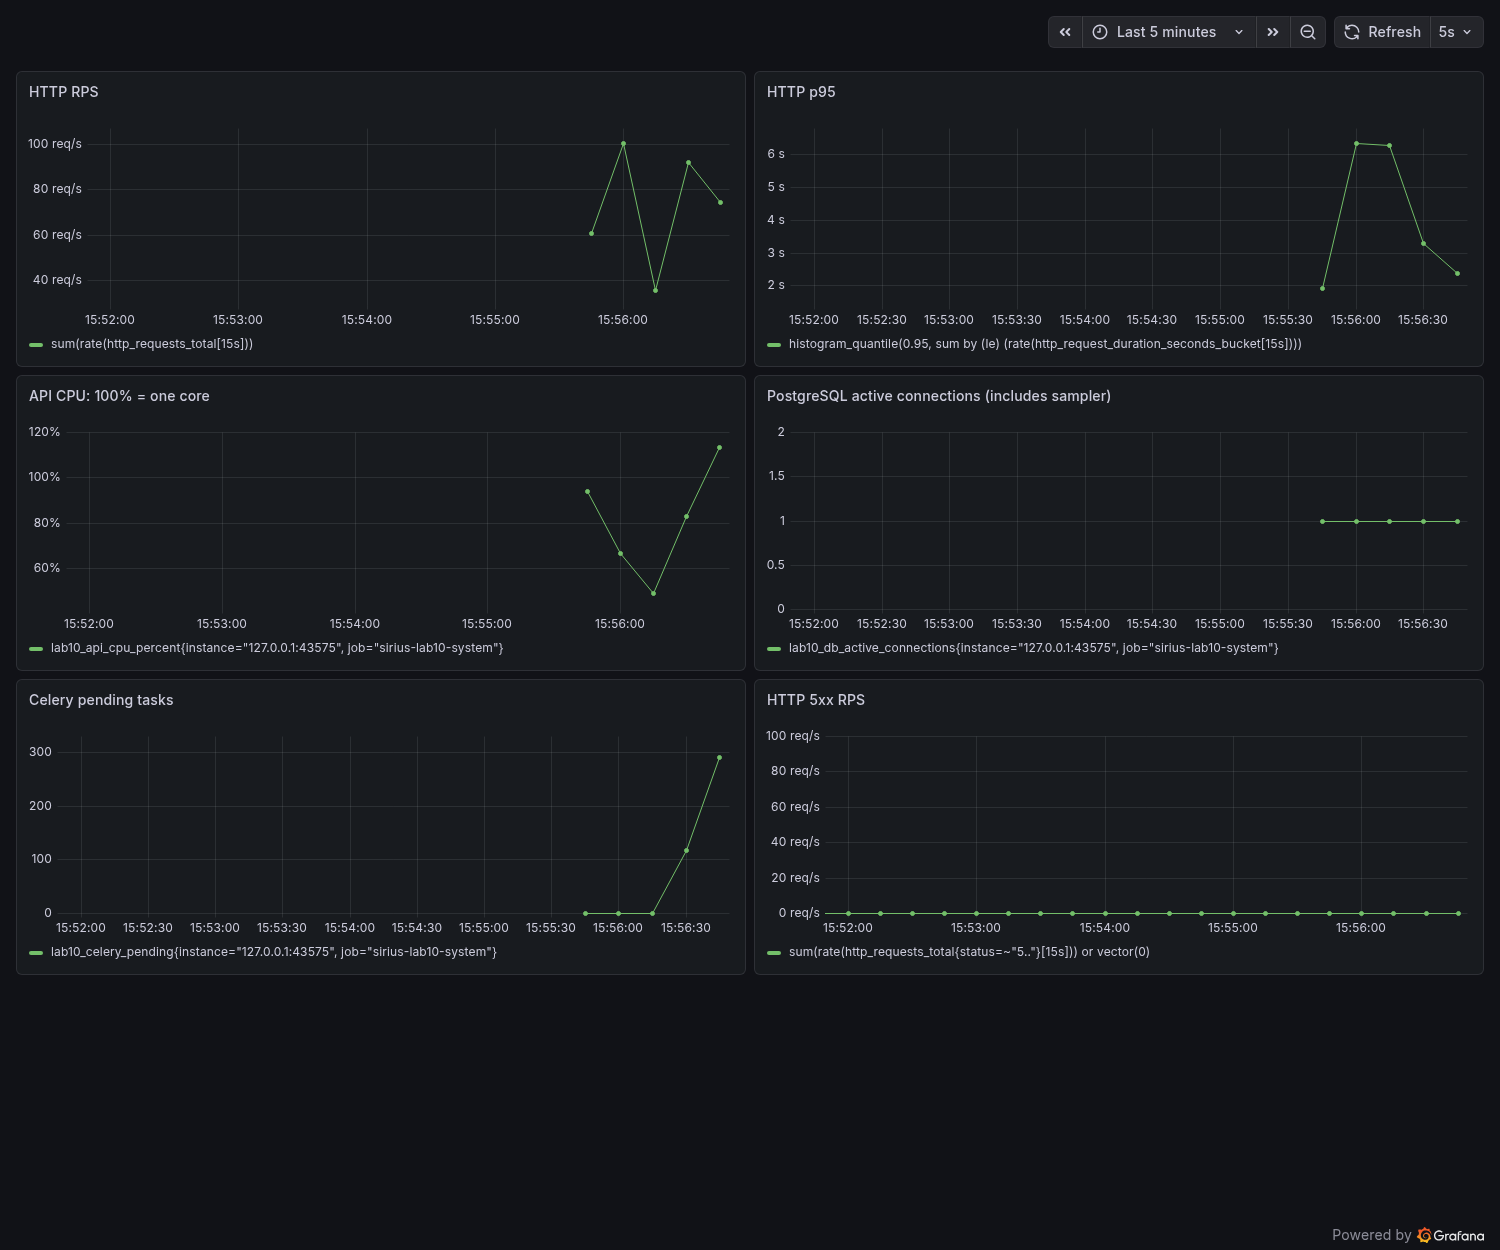 Last 5 minutes
Refresh
5s
HTTP RPS
100 req/s
80 req/s
60 req/s
40 req/s
15:52:00 15:53:00 15:54:00 15:55:00 15:56:00
sum(rate(http_requests_total[15s]))
HTTP p95
6 s
5 s
4 s
3 s
2 s
15:52:00 15:52:30 15:53:00 15:53:30 15:54:00 15:54:30 15:55:00 15:55:30 15:56:00 15:56:30
histogram_quantile(0.95, sum by (le) (rate(http_request_duration_seconds_bucket[15s])))
API CPU: 100% = one core
120%
100%
80%
60%
15:52:00 15:53:00 15:54:00 15:55:00 15:56:00
lab10_api_cpu_percent{instance="127.0.0.1:43575", job="sirius-lab10-system"}
PostgreSQL active connections (includes sampler)
2
1.5
1
0.5
0
15:52:00 15:52:30 15:53:00 15:53:30 15:54:00 15:54:30 15:55:00 15:55:30 15:56:00 15:56:30
lab10_db_active_connections{instance="127.0.0.1:43575", job="sirius-lab10-system"}
Celery pending tasks
300
200
100
0
15:52:00 15:52:30 15:53:00 15:53:30 15:54:00 15:54:30 15:55:00 15:55:30 15:56:00 15:56:30
lab10_celery_pending{instance="127.0.0.1:43575", job="sirius-lab10-system"}
HTTP 5xx RPS
100 req/s
80 req/s
60 req/s
40 req/s
20 req/s
0 req/s
15:52:00 15:53:00 15:54:00 15:55:00 15:56:00
sum(rate(http_requests_total{status=~"5.."}[15s])) or vector(0)
Powered by Grafana